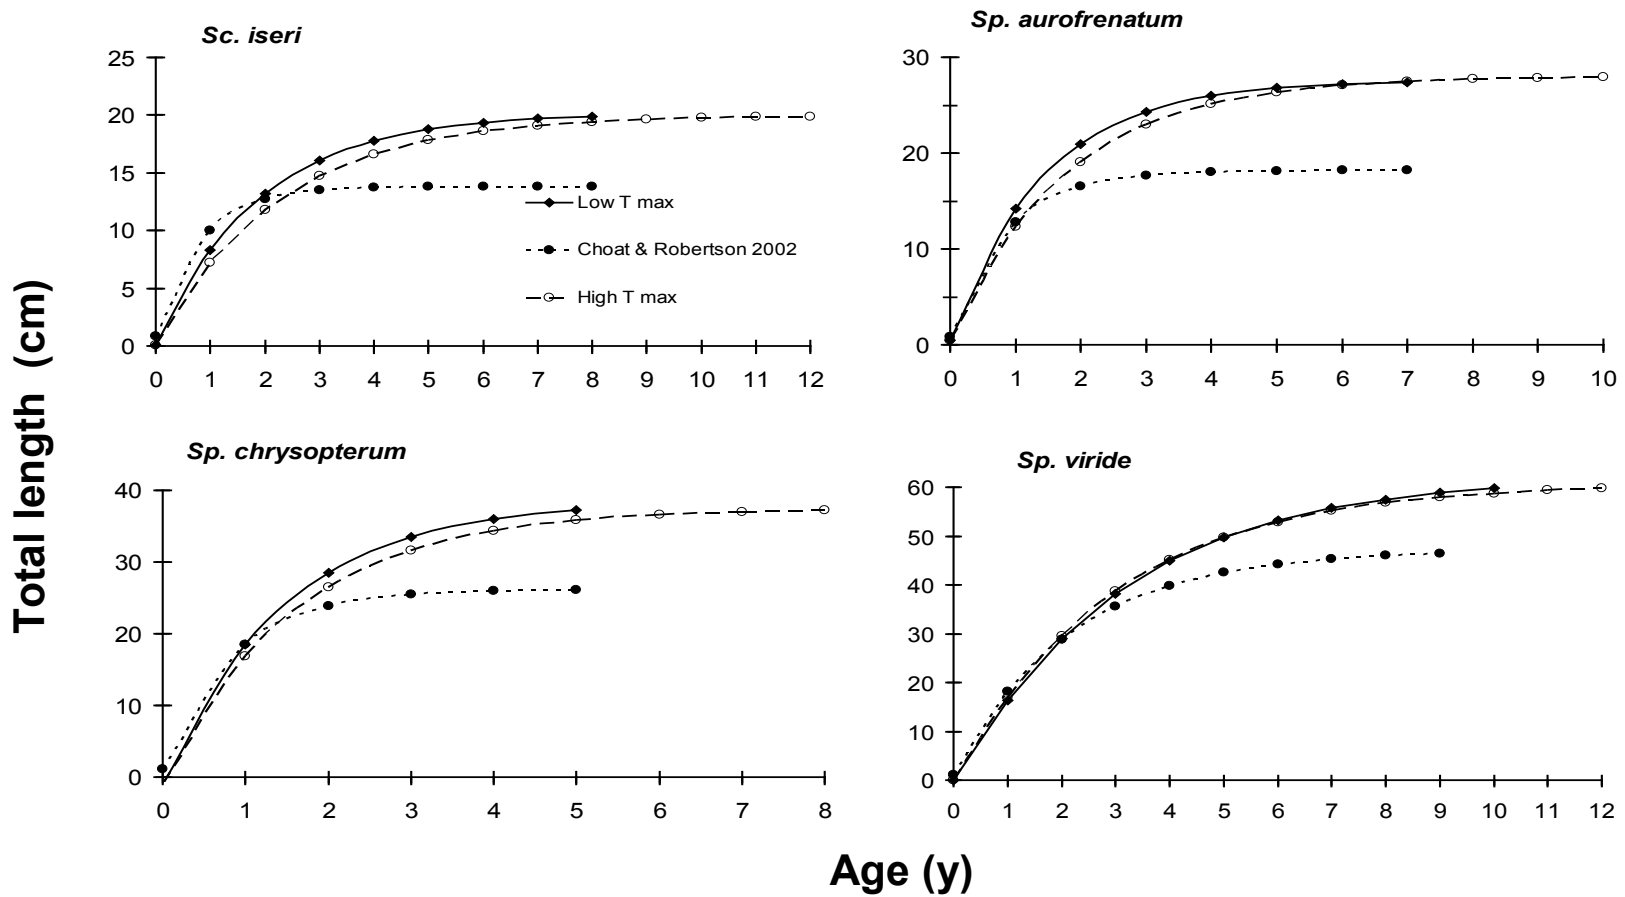 Sc. iseri
25
20
15
10
5
0
0 1 2 3 4 5 6 7 8 9 10 11 12
Low T max
Choat & Robertson 2002
High T max
Sp. aurofrenatum
30
20
10
0
0 1 2 3 4 5 6 7 8 9 10
Sp. chrysopterum
40
30
20
10
0
0 1 2 3 4 5 6 7 8
Sp. viride
60
50
40
30
20
10
0
0 1 2 3 4 5 6 7 8 9 10 11 12
Total length (cm)
Age (y)